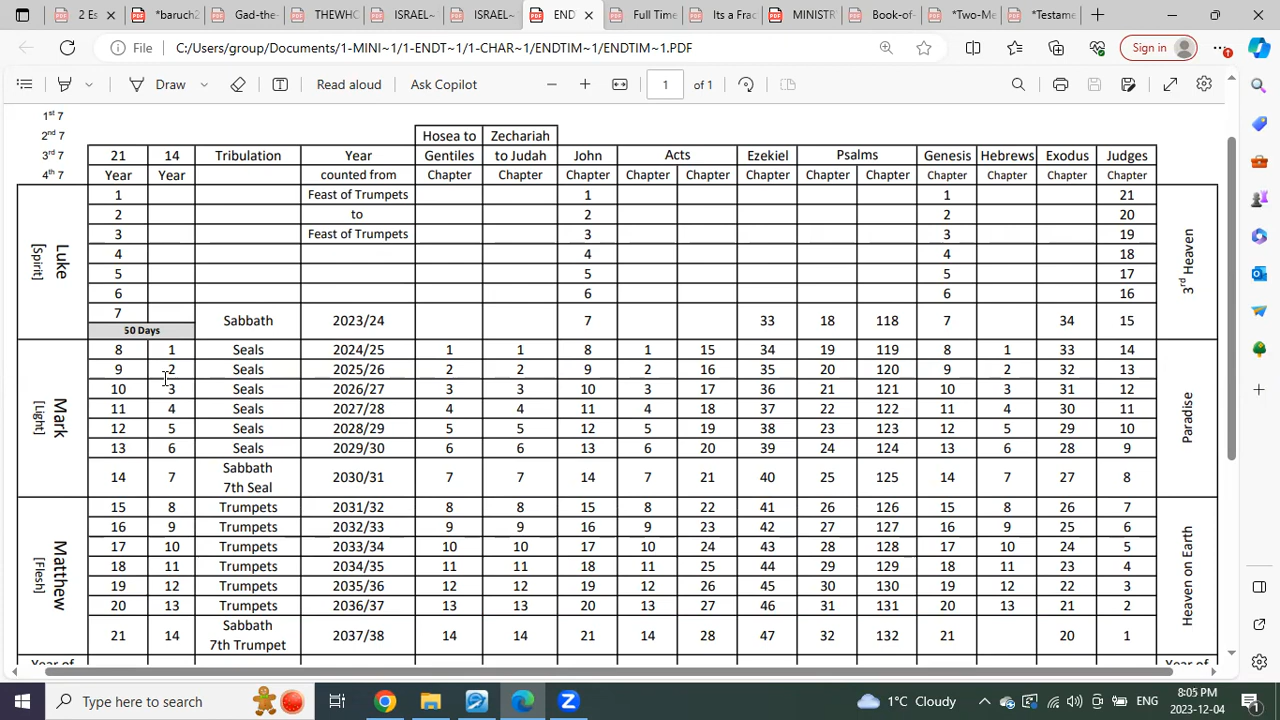 2 Es
*baruch2
Gad-the-
THEWHO
ISRAEL~
ISRAEL~
END
Full Time
Its a Frac
MINISTR
Book-of-
*Two-Me
*Testame
File C:/Users/group/Documents/1-MINI~1/1-ENDT~1/1-CHAR~1/ENDTIM~1/ENDTIM~1.PDF Sign in
Draw Read aloud Ask Copilot 1 of 1
1st 7
2nd 7 Hosea to Zechariah
3rd 7 21 14 Tribulation Year Gentiles to Judah John Acts Ezekiel Psalms Genesis Hebrews Exodus Judges
4th 7 Year Year counted from Chapter Chapter Chapter Chapter Chapter Chapter Chapter Chapter Chapter Chapter Chapter Chapter
Luke
[Spirit]
1 Feast of Trumpets 1 1 21
2 to 2 2 20
3 Feast of Trumpets 3 3 19
4 4 4 18
5 5 5 17
6 6 6 16
7 Sabbath 2023/24 7 33 18 118 7 34 15
50 Days
3rd Heaven
Mark
[Light]
8 1 Seals 2024/25 1 1 8 1 15 34 19 119 8 1 33 14
9 2 Seals 2025/26 2 2 9 2 16 35 20 120 9 2 32 13
10 3 Seals 2026/27 3 3 10 3 17 36 21 121 10 3 31 12
11 4 Seals 2027/28 4 4 11 4 18 37 22 122 11 4 30 11
12 5 Seals 2028/29 5 5 12 5 19 38 23 123 12 5 29 10
13 6 Seals 2029/30 6 6 13 6 20 39 24 124 13 6 28 9
14 7 Sabbath 2030/31 7 7 14 7 21 40 25 125 14 7 27 8
7th Seal
Paradise
Matthew
[Flesh]
15 8 Trumpets 2031/32 8 8 15 8 22 41 26 126 15 8 26 7
16 9 Trumpets 2032/33 9 9 16 9 23 42 27 127 16 9 25 6
17 10 Trumpets 2033/34 10 10 17 10 24 43 28 128 17 10 24 5
18 11 Trumpets 2034/35 11 11 18 11 25 44 29 129 18 11 23 4
19 12 Trumpets 2035/36 12 12 19 12 26 45 30 130 19 12 22 3
20 13 Trumpets 2036/37 13 13 20 13 27 46 31 131 20 13 21 2
21 14 Sabbath 2037/38 14 14 21 14 28 47 32 132 21 20 1
7th Trumpet
Heaven on Earth
Year of Year of
Type here to search
1°C Cloudy
ENG
8:05 PM
2023-12-04
1